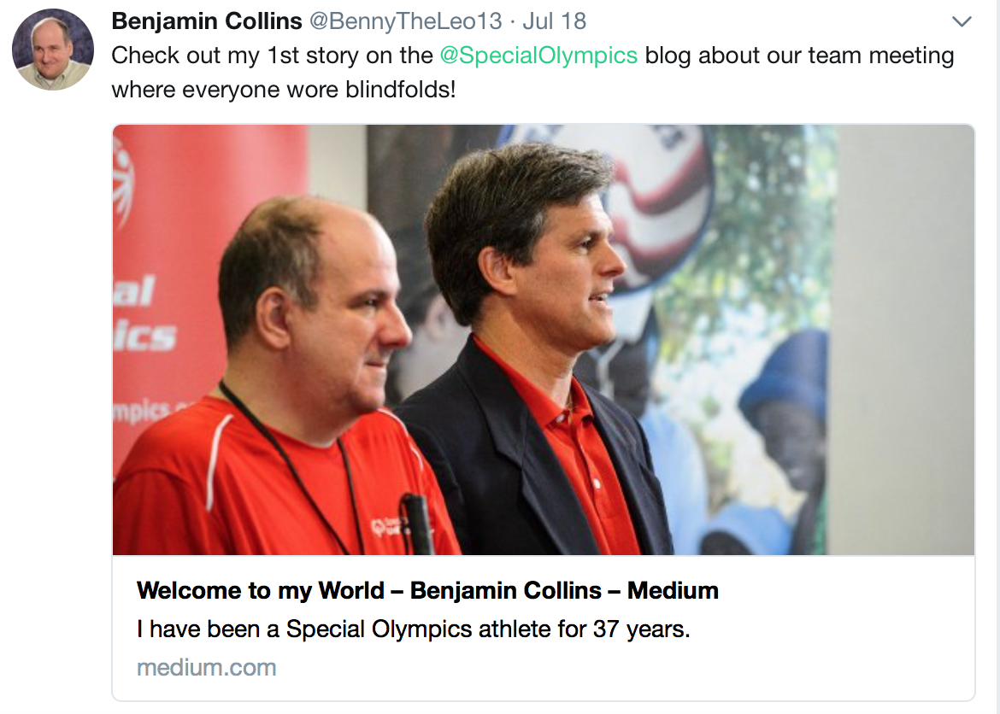 Benjamin Collins @BennyTheLeo13 · Jul 18
Check out my 1st story on the @SpecialOlympics blog about our team meeting
where everyone wore blindfolds!
al
ics
mpics
Welcome to my World – Benjamin Collins – Medium
I have been a Special Olympics athlete for 37 years.
medium.com